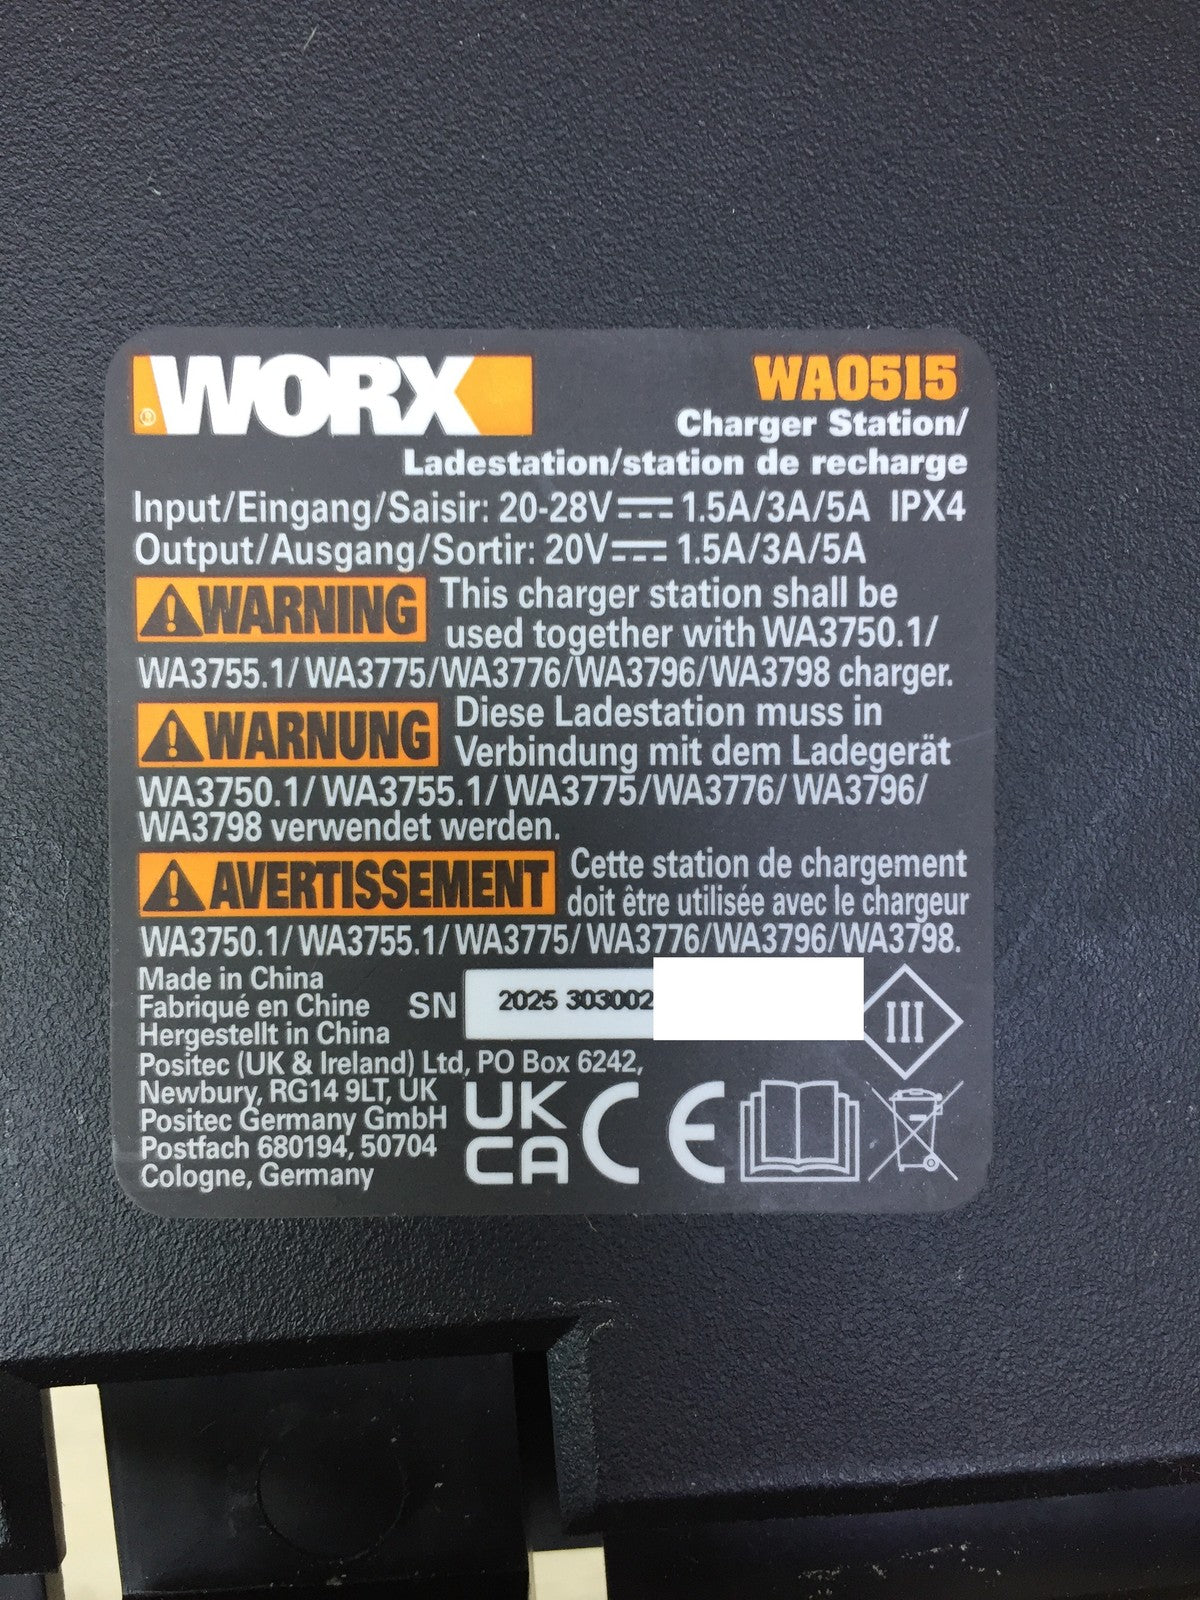 WORX
®
WA0515
Charger Station/
Ladestation/station de recharge
Input/Eingang/Saisir: 20-28V⎓1.5A/3A/5A IPX4
Output/Ausgang/Sortir: 20V⎓1.5A/3A/5A
WARNING This charger station shall be
used together with WA3750.1/
WA3755.1/ WA3775/WA3776/WA3796/WA3798 charger.
WARNUNG Diese Ladestation muss in
Verbindung mit dem Ladegerät
WA3750.1/ WA3755.1/ WA3775/WA3776/ WA3796/
WA3798 verwendet werden.
AVERTISSEMENT Cette station de chargement
doit être utilisée avec le chargeur
WA3750.1/ WA3755.1/ WA3775/ WA3776/WA3796/WA3798.
Made in China
Fabriqué en Chine
Hergestellt in China
SN 2025 303002
III
Positec (UK & Ireland) Ltd, PO Box 6242,
Newbury, RG14 9LT, UK
Positec Germany GmbH
Postfach 680194, 50704
Cologne, Germany
UK
CA
CE